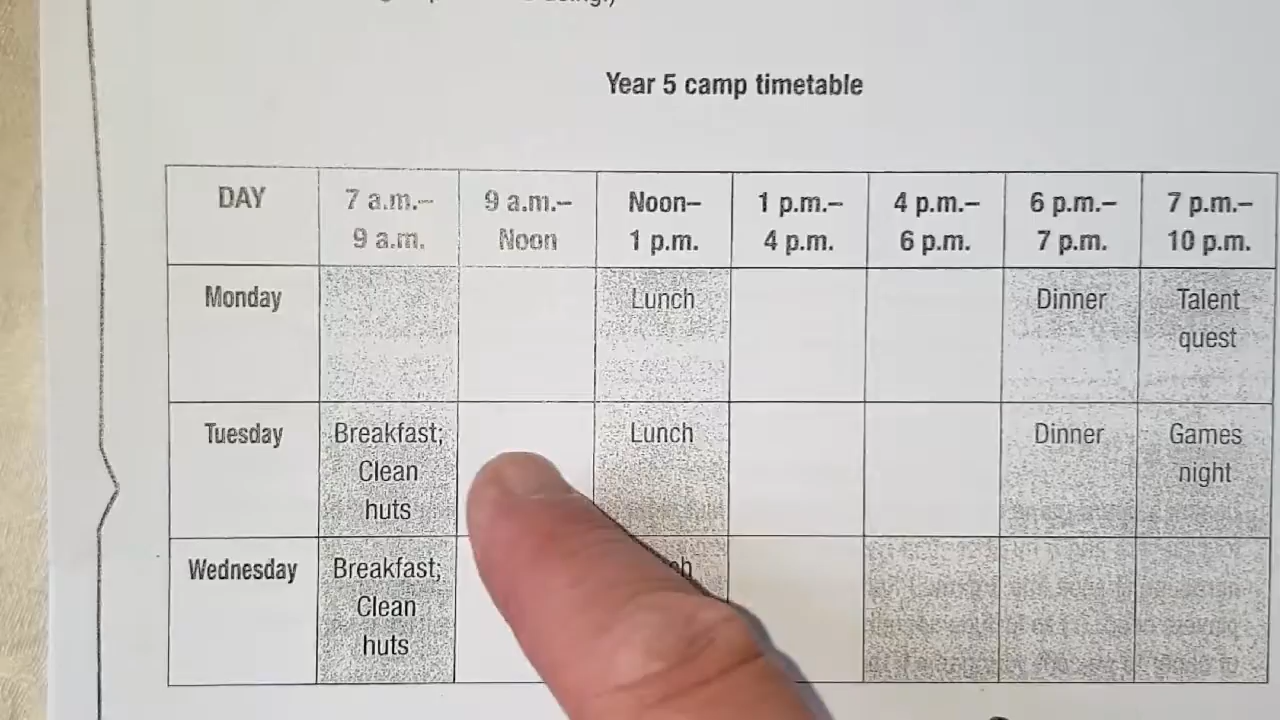 Year 5 camp timetable
DAY 7 a.m.– 9 a.m. 9 a.m.– Noon Noon– 1 p.m. 1 p.m.– 4 p.m. 4 p.m.– 6 p.m. 6 p.m.– 7 p.m. 7 p.m.– 10 p.m.
Monday Lunch Dinner Talent quest
Tuesday Breakfast; Clean huts Lunch Dinner Games night
Wednesday Breakfast; Clean huts